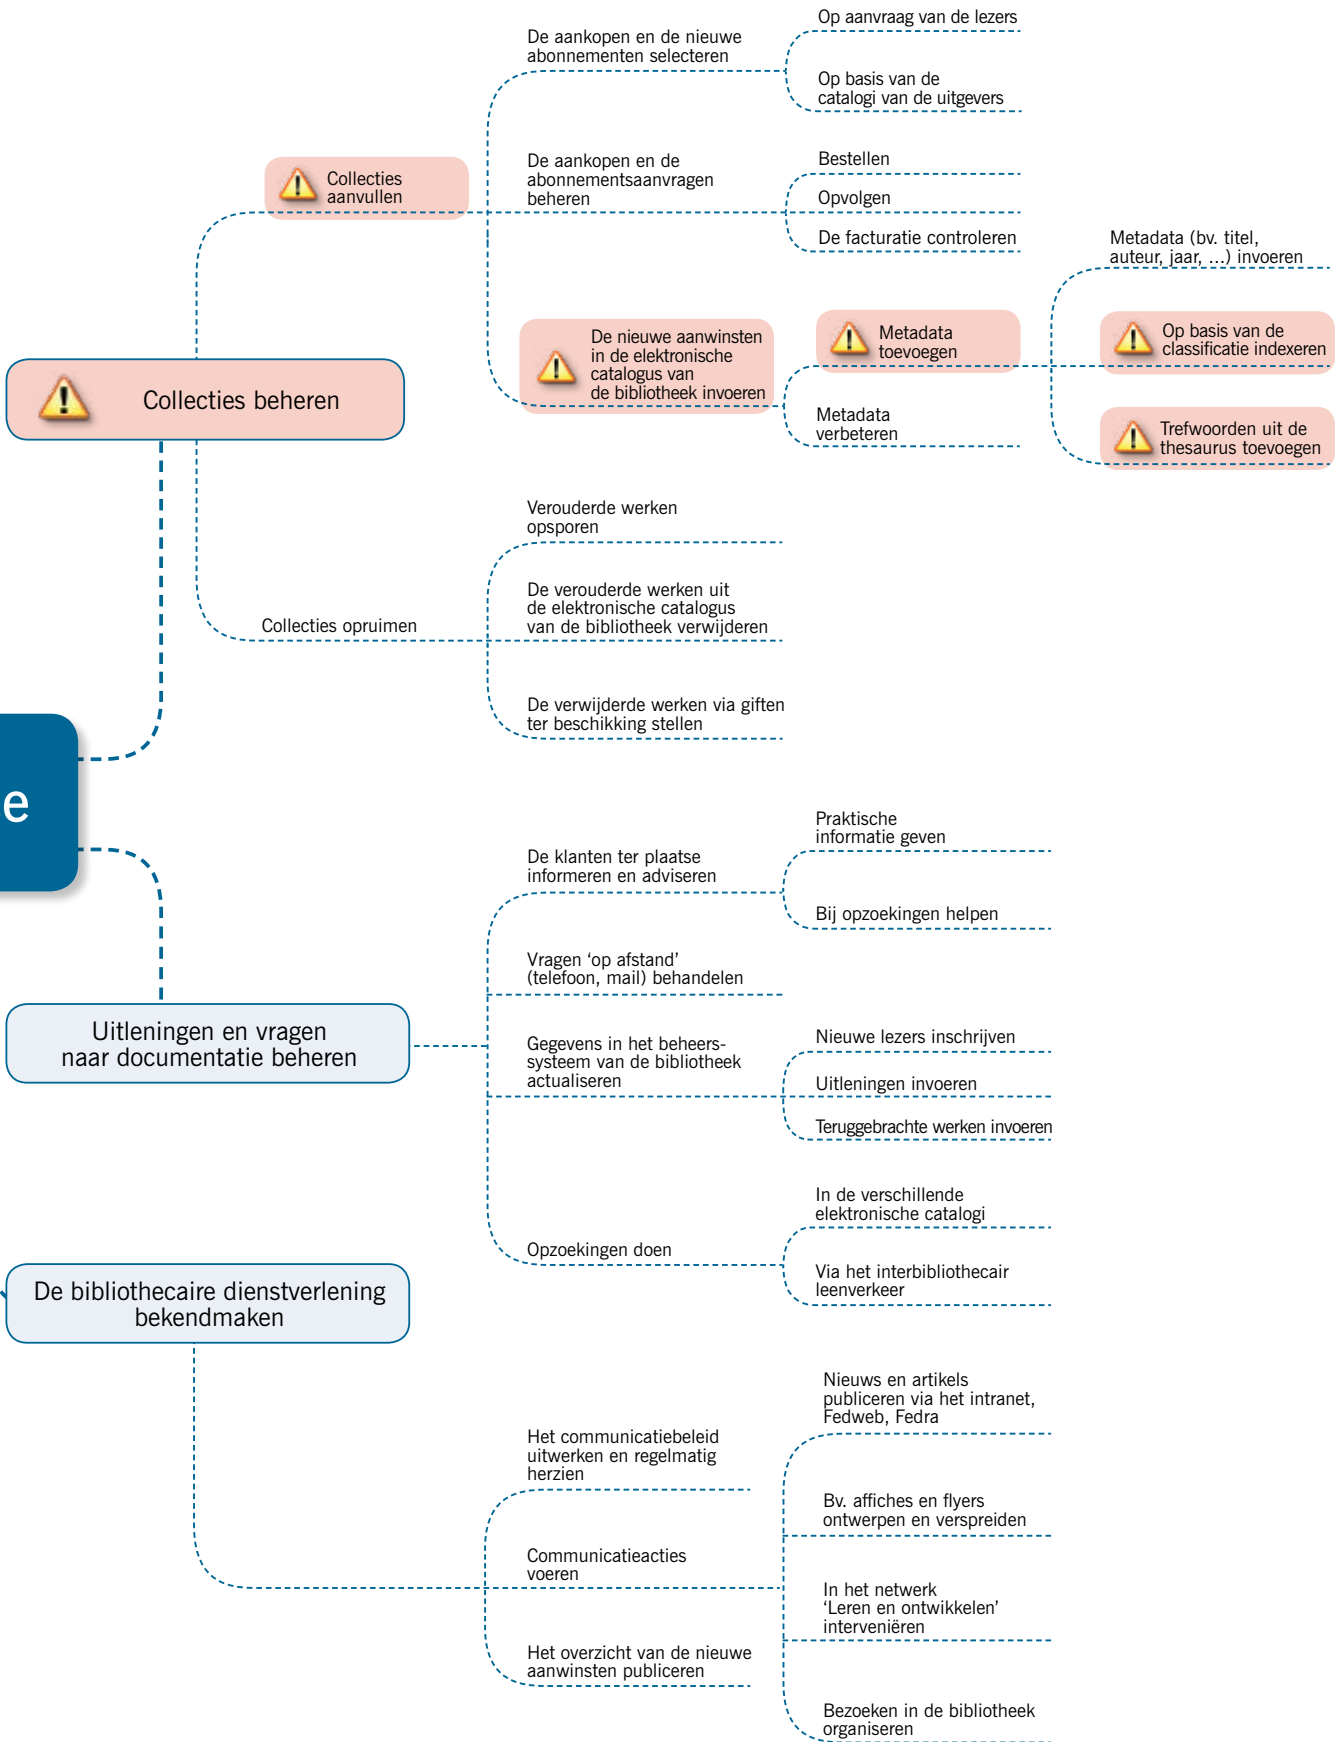 De aankopen en de nieuwe
abonnementen selecteren
Op aanvraag van de lezers
Op basis van de
catalogi van de uitgevers
Collecties
aanvullen
De aankopen en de
abonnementsaanvragen
beheren
Bestellen
Opvolgen
De facturatie controleren
Metadata (bv. titel,
auteur, jaar, ...) invoeren
De nieuwe aanwinsten
in de elektronische
catalogus van
de bibliotheek invoeren
Metadata
toevoegen
Op basis van de
classificatie indexeren
Collecties beheren
Metadata
verbeteren
Trefwoorden uit de
thesaurus toevoegen
Verouderde werken
opsporen
De verouderde werken uit
de elektronische catalogus
van de bibliotheek verwijderen
Collecties opruimen
De verwijderde werken via giften
ter beschikking stellen
e
De klanten ter plaatse
informeren en adviseren
Praktische
informatie geven
Bij opzoekingen helpen
Vragen ‘op afstand’
(telefoon, mail) behandelen
Uitleningen en vragen
naar documentatie beheren
Gegevens in het beheers-
systeem van de bibliotheek
actualiseren
Nieuwe lezers inschrijven
Uitleningen invoeren
Teruggebrachte werken invoeren
Opzoekingen doen
In de verschillende
elektronische catalogi
Via het interbibliothecair
leenverkeer
De bibliothecaire dienstverlening
bekendmaken
Het communicatiebeleid
uitwerken en regelmatig
herzien
Communicatieacties
voeren
Nieuws en artikels
publiceren via het intranet,
Fedweb, Fedra
Bv. affiches en flyers
ontwerpen en verspreiden
In het netwerk
‘Leren en ontwikkelen’
interveniëren
Het overzicht van de nieuwe
aanwinsten publiceren
Bezoeken in de bibliotheek
organiseren